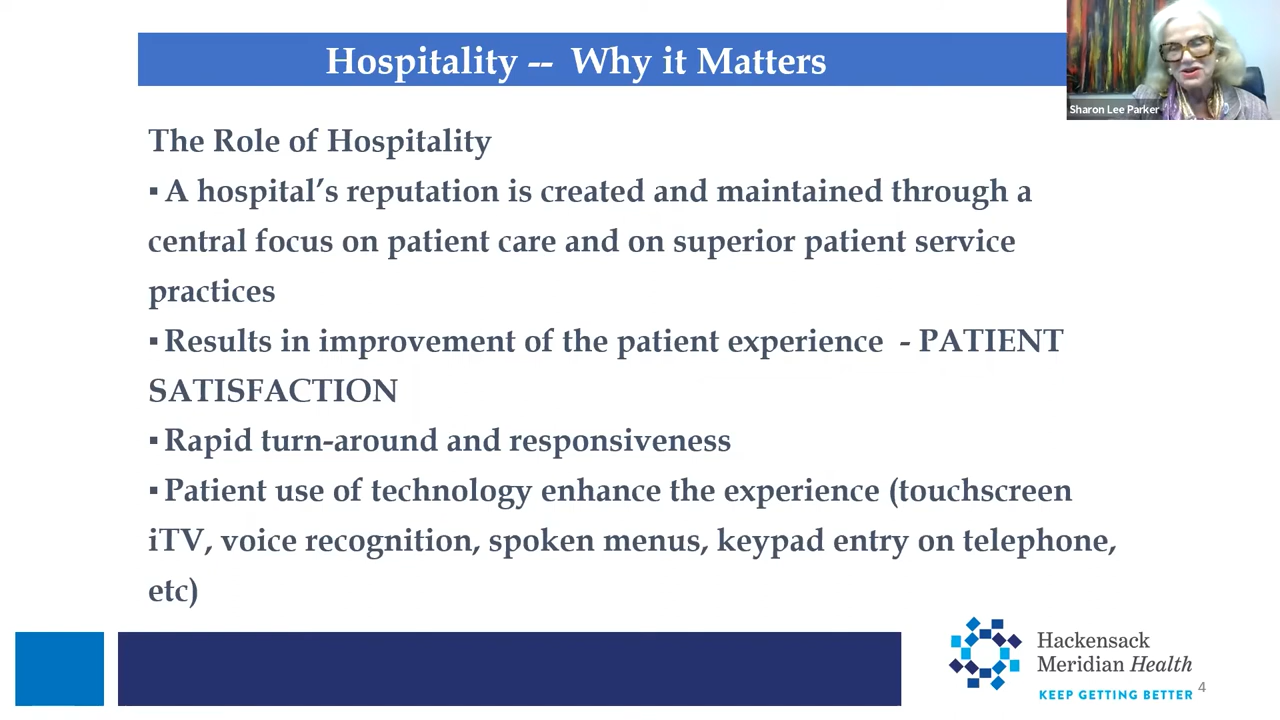 Hospitality -- Why it Matters
Sharon Lee Parker
The Role of Hospitality
▪ A hospital’s reputation is created and maintained through a
central focus on patient care and on superior patient service
practices
▪ Results in improvement of the patient experience - PATIENT
SATISFACTION
▪ Rapid turn-around and responsiveness
▪ Patient use of technology enhance the experience (touchscreen
iTV, voice recognition, spoken menus, keypad entry on telephone,
etc)
Hackensack
Meridian Health
KEEP GETTING BETTER
4